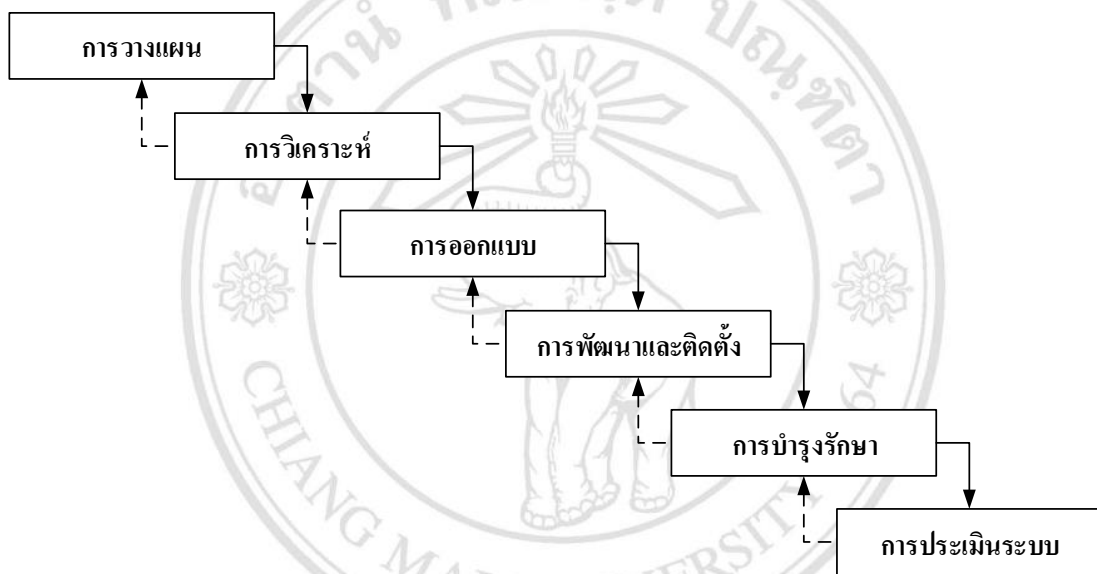 การวางแผน
การวิเคราะห์
การออกแบบ
การพัฒนาและติดตั้ง
การบำรุงรักษา
การประเมินระบบ
CHIANG
64